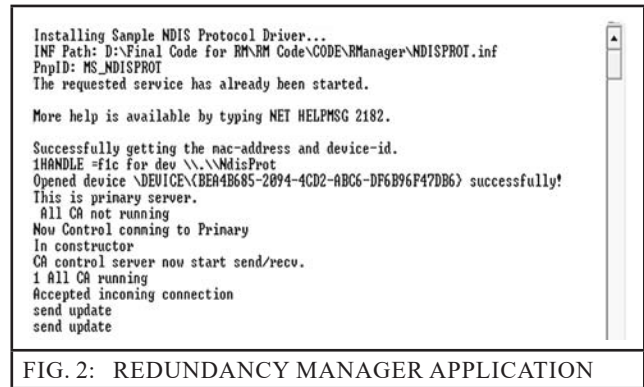 Installing Sample NDIS Protocol Driver...
INF Path: D:\Final Code for RM\RM Code\CODE\RManager\NDISPROT.inf
PnpID: MS_NDISPROT
The requested service has already been started.
More help is available by typing NET HELPMSG 2182.
Successfully getting the mac-address and device-id.
1HANDLE =f1c for dev \\.\\NdisProt
Opened device \DEVICE\{BEA4B685-2094-4CD2-ABC6-DF6B96F47DB6} successfully!
This is primary server.
All CA not running
Now Control comming to Primary
In constructor
CA control server now start send/recv.
1 All CA running
Accepted incoming connection
send update
send update
FIG. 2: REDUNDANCY MANAGER APPLICATION